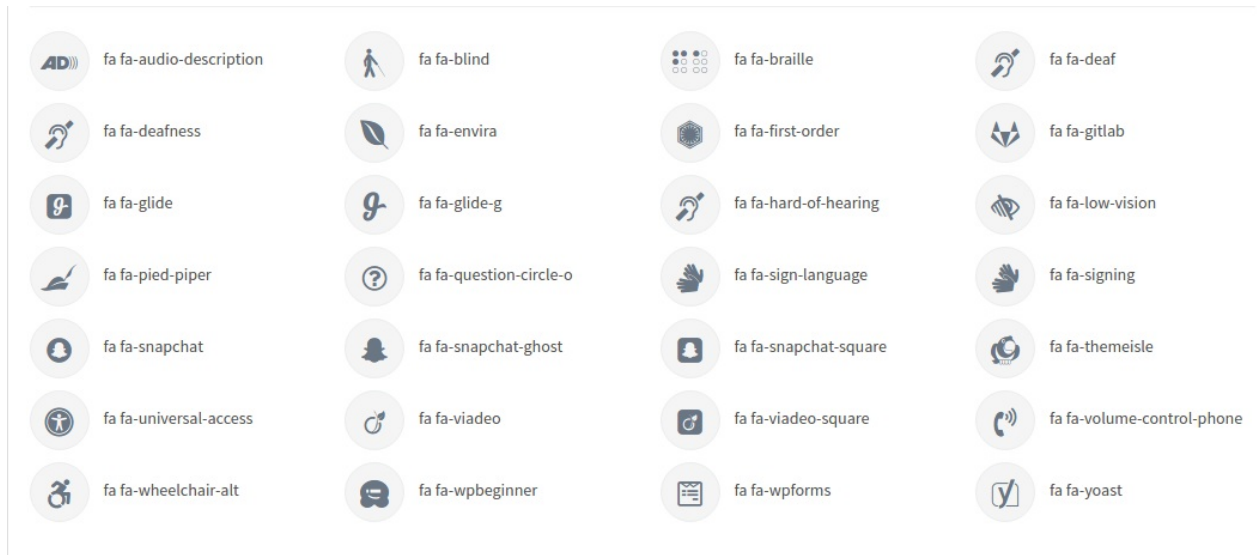 AD))) fa fa-audio-description
fa fa-blind
fa fa-braille
fa fa-deaf
fa fa-deafness
fa fa-envira
fa fa-first-order
fa fa-gitlab
g fa fa-glide
g fa fa-glide-g
fa fa-hard-of-hearing
fa fa-low-vision
fa fa-pied-piper
? fa fa-question-circle-o
fa fa-sign-language
fa fa-signing
fa fa-snapchat
fa fa-snapchat-ghost
fa fa-snapchat-square
fa fa-themeisle
fa fa-universal-access
fa fa-viadeo
fa fa-viadeo-square
fa fa-volume-control-phone
fa fa-wheelchair-alt
fa fa-wpbeginner
fa fa-wpforms
y fa fa-yoast